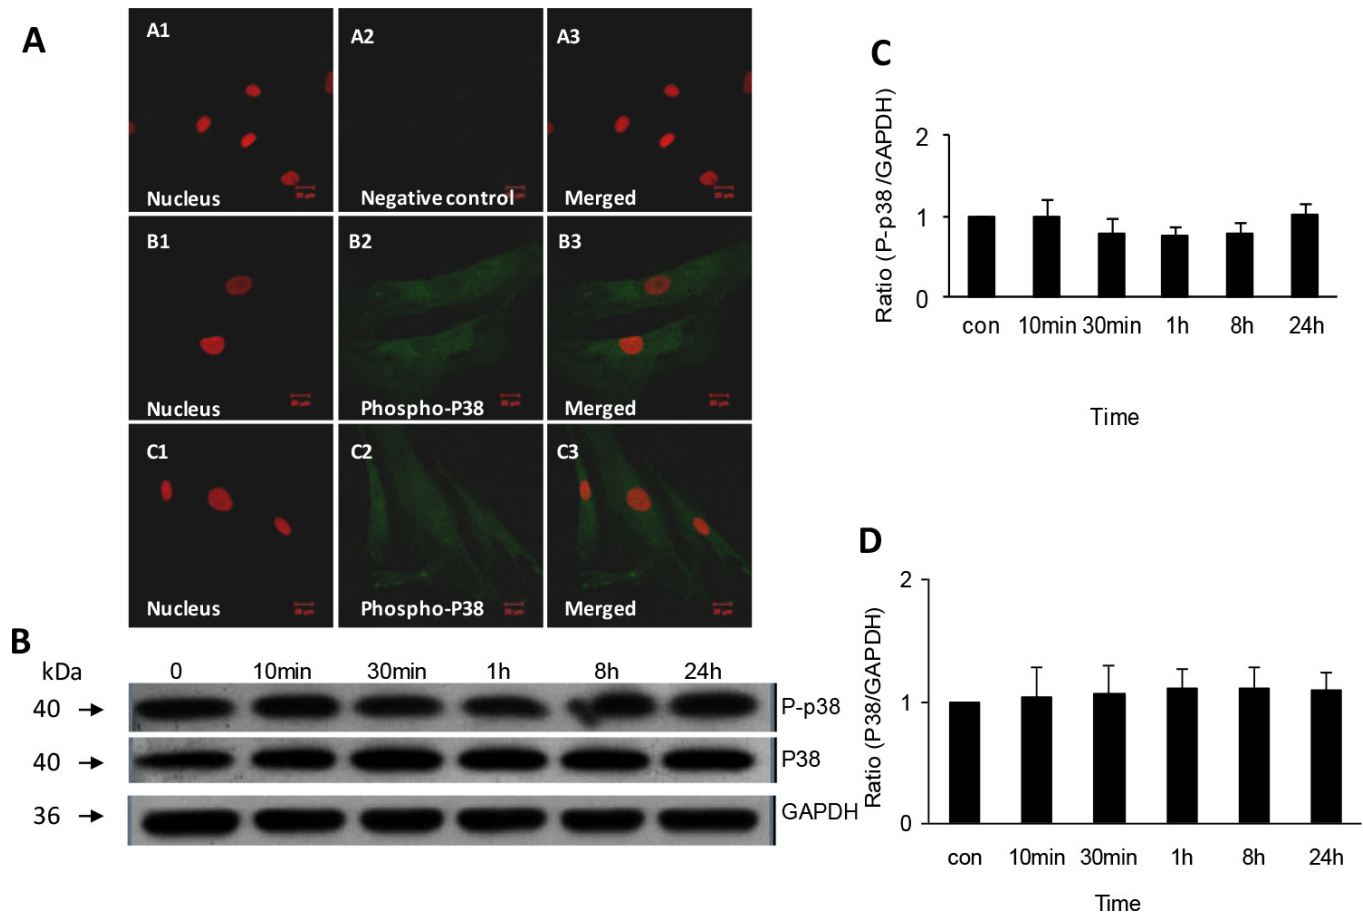 A
A1
A2
A3
Nucleus
Negative control
Merged
B1
B2
B3
Nucleus
Phospho-P38
Merged
C1
C2
C3
Nucleus
Phospho-P38
Merged
B
kDa
0 10min 30min 1h 8h 24h
40
P-p38
40
P38
36
GAPDH
C
Ratio (P-p38 /GAPDH)
2
1
0
con 10min 30min 1h 8h 24h
Time
D
Ratio (P38/GAPDH)
2
1
0
con 10min 30min 1h 8h 24h
Time